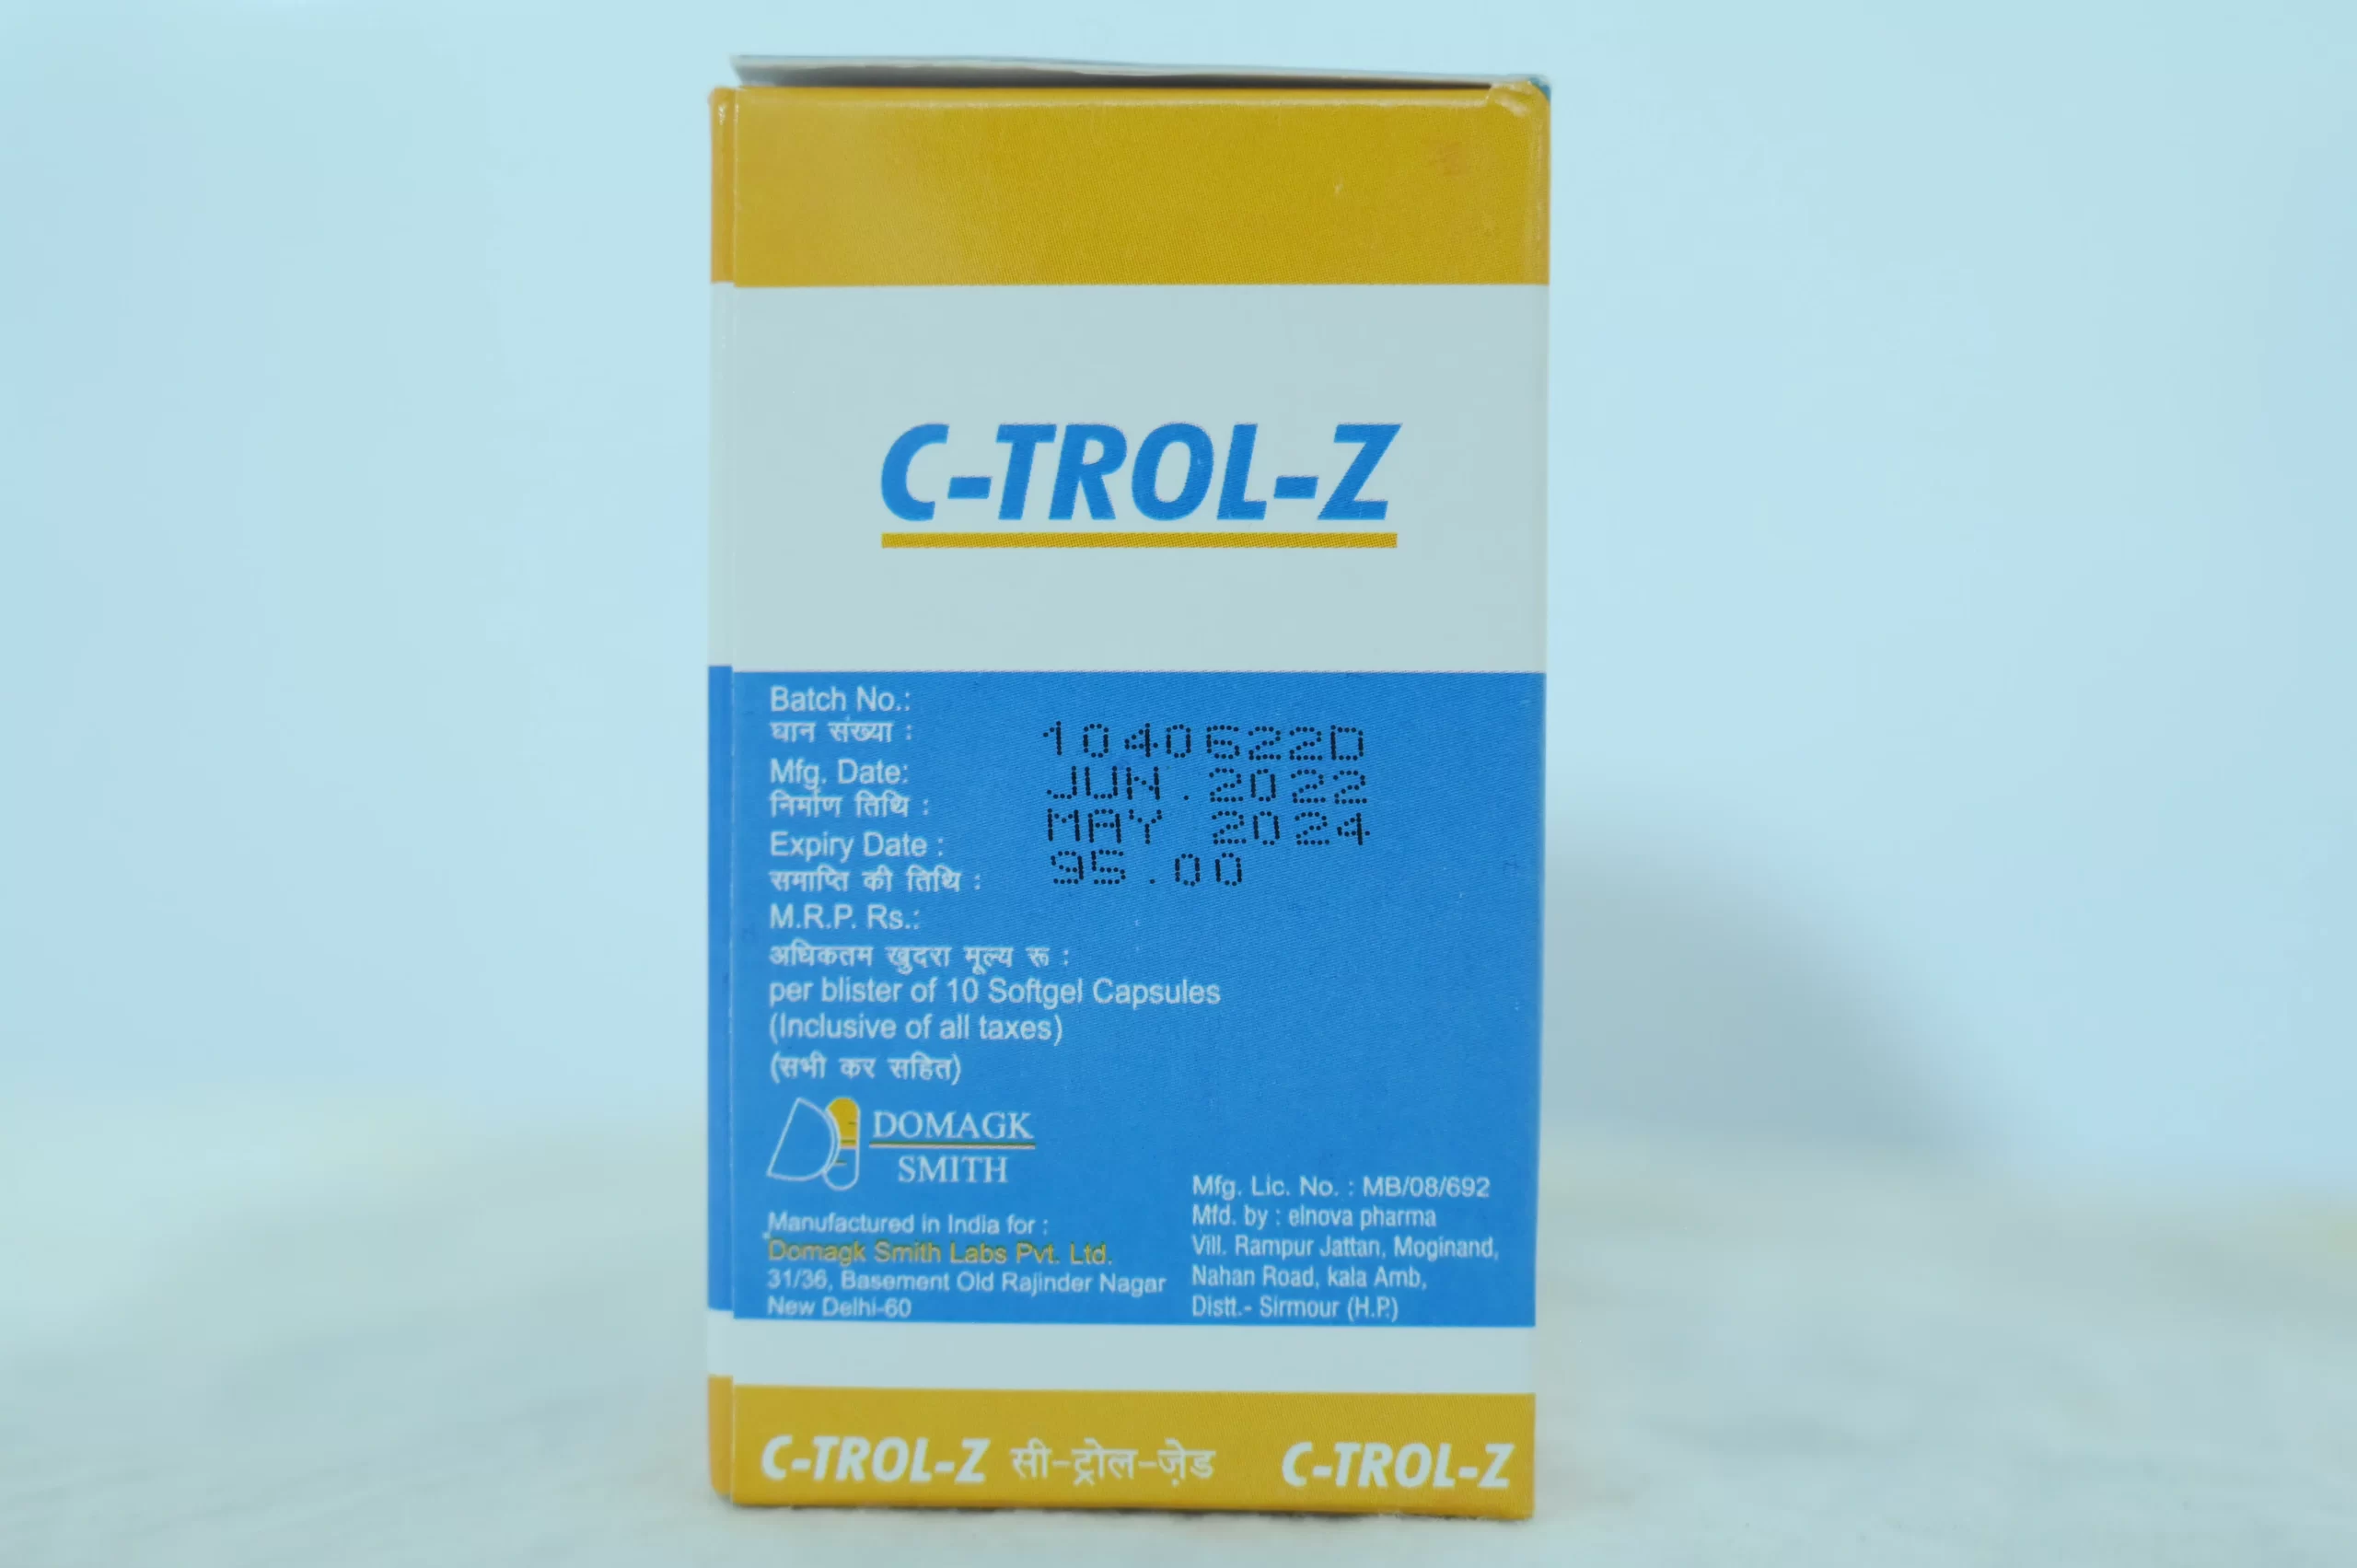 C-TROL-Z
Batch No.:
घान संख्या :
1040622D
Mfg. Date:
निर्माण तिथि :
JUN.2022
Expiry Date :
समाप्ति की तिथि :
MAY 2024
M.R.P. Rs.:
अधिकतम खुदरा मूल्य रू :
95.00
per blister of 10 Softgel Capsules
(Inclusive of all taxes)
(सभी कर सहित)
DOMAGK
SMITH
Manufactured in India for :
Domagk Smith Labs Pvt. Ltd.
31/36, Basement Old Rajinder Nagar
New Delhi-60
Mfg. Lic. No. : MB/08/692
Mfd. by : elnova pharma
Vill. Rampur Jattan, Moginand,
Nahan Road, kala Amb,
Distt.- Sirmour (H.P.)
C-TROL-Z सी-ट्रोल-ज़ेड C-TROL-Z